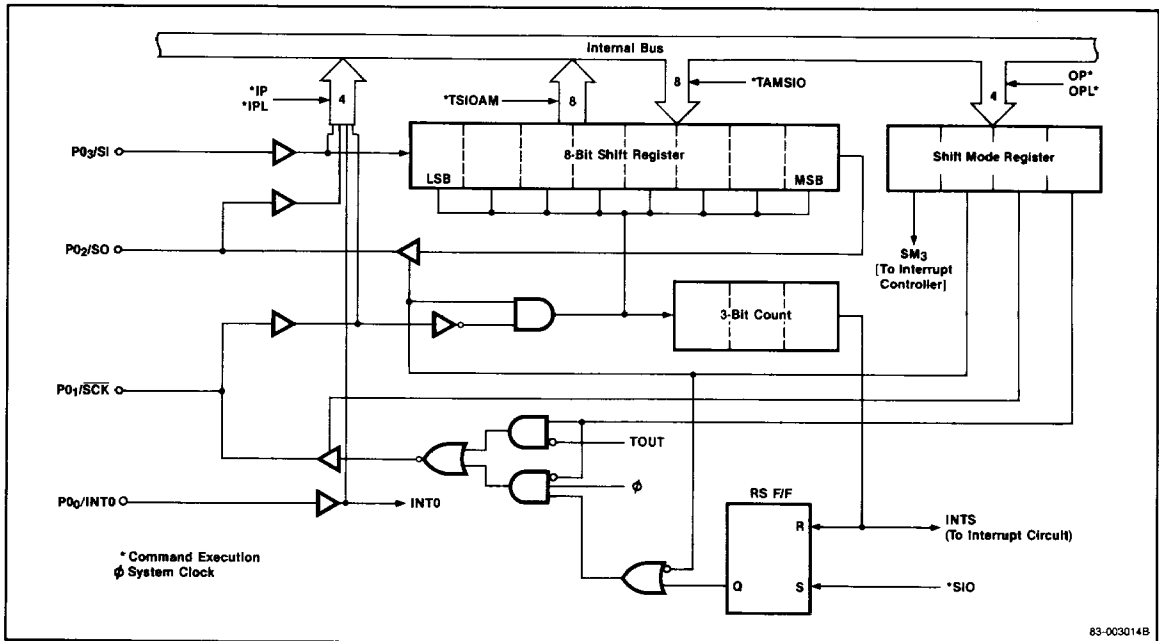 Internal Bus
*IP
*IPL
4
*TSIOAM
8
8
*TAMSIO
4
OP*
OPL*
P0₃/SI
8-Bit Shift Register
LSB
MSB
Shift Mode Register
P0₂/SO
SM₃
[To Interrupt
Controller]
3-Bit Count
P0₁/S̅C̅K̅
TOUT
ϕ
P0₀/INT0
INT0
RS F/F
R
INTS
(To Interrupt Circuit)
Q
S
*SIO
* Command Execution
ϕ System Clock
83-003014B